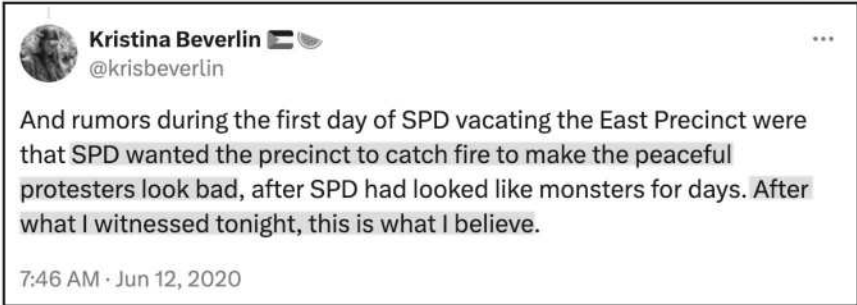 Kristina Beverlin 🇵🇸🍉
@krisbeverlin
And rumors during the first day of SPD vacating the East Precinct were
that SPD wanted the precinct to catch fire to make the peaceful
protesters look bad, after SPD had looked like monsters for days. After
what I witnessed tonight, this is what I believe.
7:46 AM · Jun 12, 2020